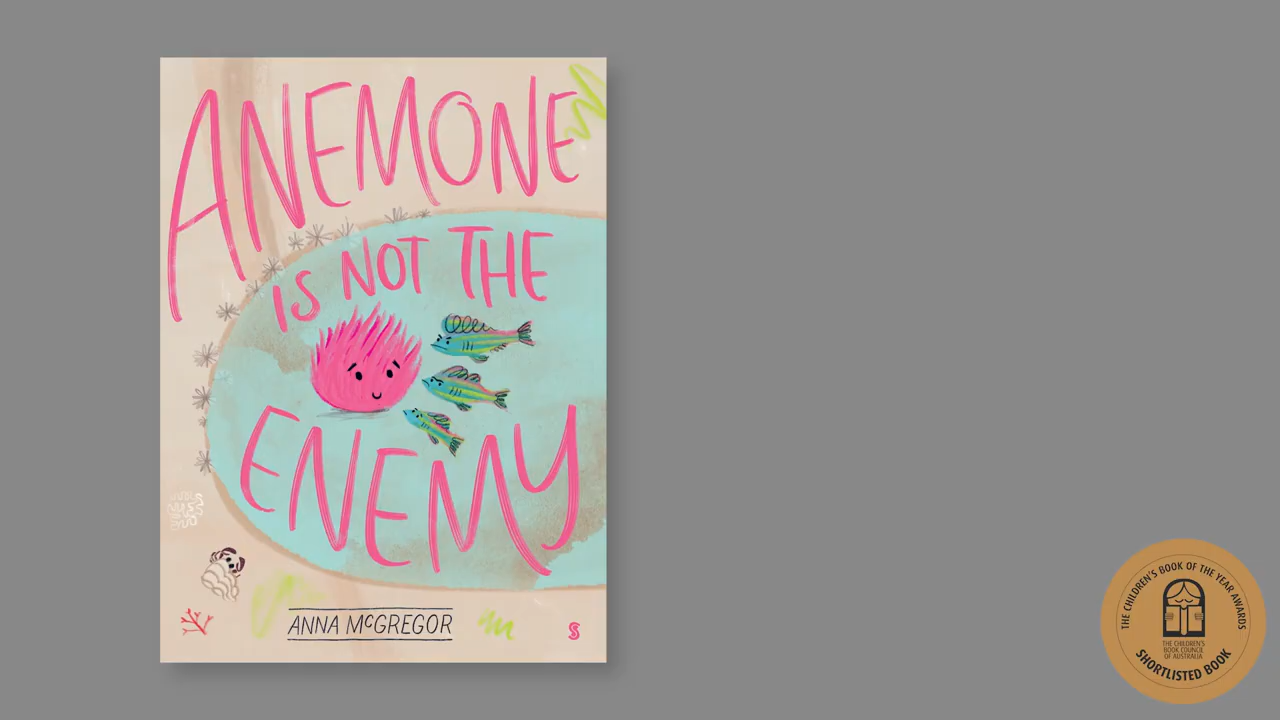 ANEMONE
IS NOT THE
ENEMY
ANNA McGREGOR
S
THE CHILDREN'S BOOK OF THE YEAR AWARDS
THE CHILDREN'S
BOOK COUNCIL
OF AUSTRALIA
SHORTLISTED BOOK